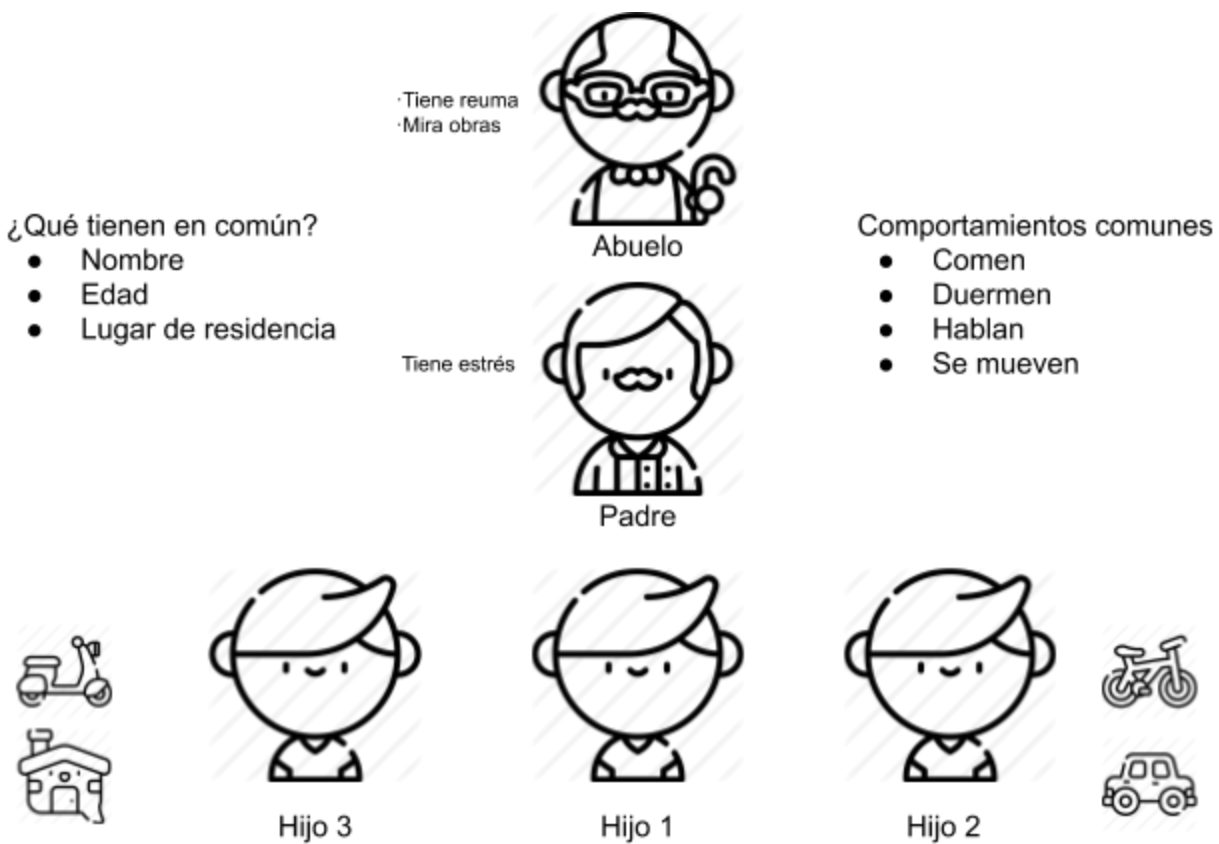 ·Tiene reuma
·Mira obras
Abuelo
¿Qué tienen en común?
● Nombre
● Edad
● Lugar de residencia
Comportamientos comunes
● Comen
● Duermen
● Hablan
● Se mueven
Tiene estrés
Padre
Hijo 3
Hijo 1
Hijo 2